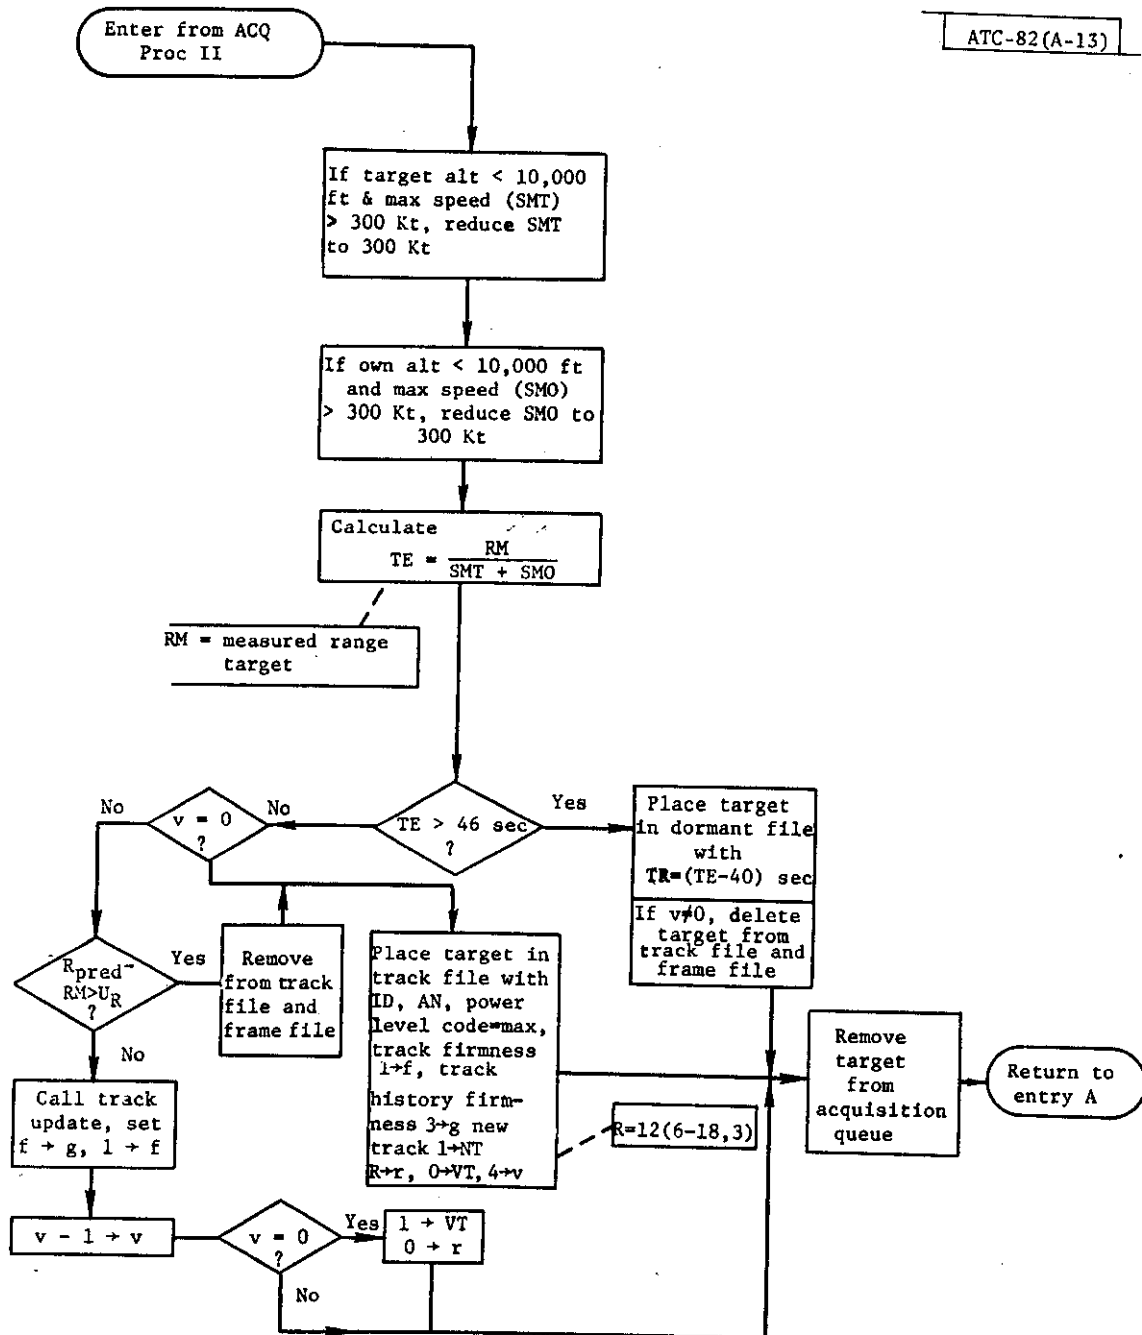 Enter from ACQ
Proc II
ATC-82(A-13)
If target alt < 10,000
ft & max speed (SMT)
> 300 Kt, reduce SMT
to 300 Kt
If own alt < 10,000 ft
and max speed (SMO)
> 300 Kt, reduce SMO to
300 Kt
Calculate
TE = RM
SMT + SMO
RM = measured range
target
No
v = 0
?
No
TE > 46 sec
?
Yes
Place target
in dormant file
with
TR=(TE-40) sec
If v≠0, delete
target from
track file and
frame file
Rpred-
RM>UR
?
Yes
Remove
from track
file and
frame file
Place target in
track file with
ID, AN, power
level code=max,
track firmness
1→f, track
history firm-
ness 3→g new
track 1→NT
R→r, 0→VT, 4→v
R=12(6-18,3)
Remove
target
from
acquisition
queue
Return to
entry A
No
Call track
update, set
f → g, 1 → f
v - 1 → v
v = 0
?
Yes
1 → VT
0 → r
No